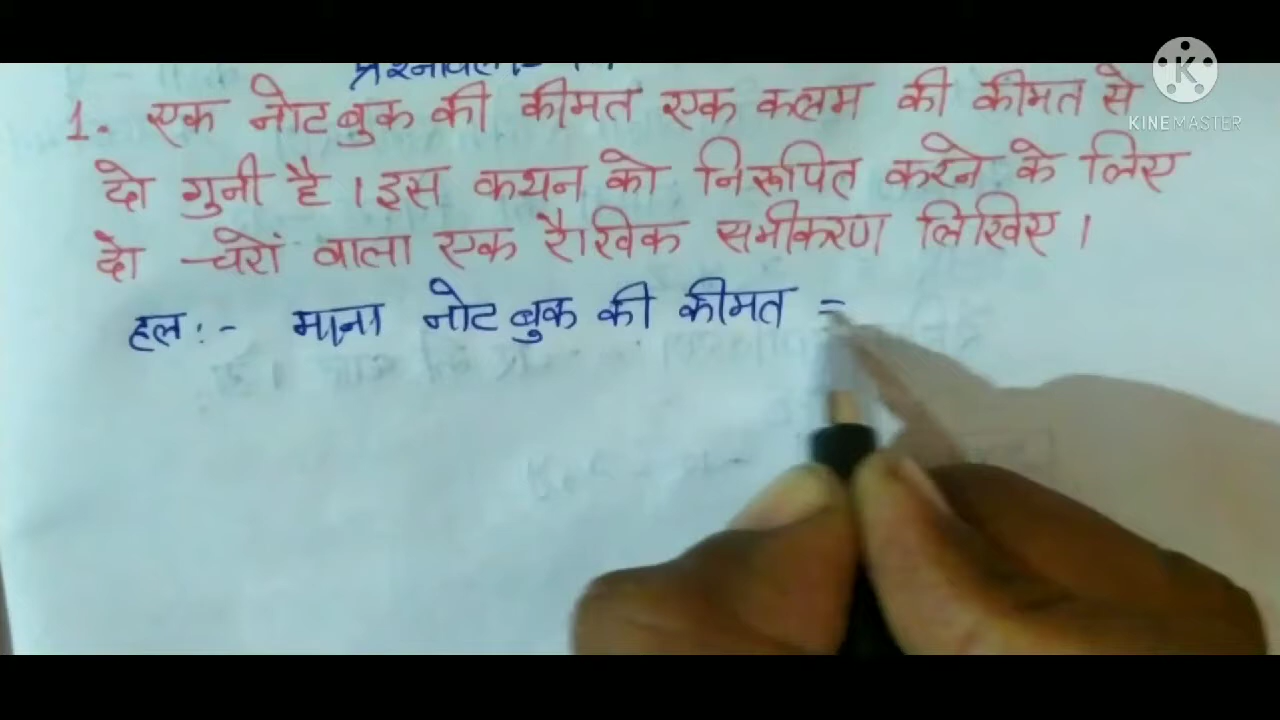 1. एक नोटबुक की कीमत एक कलम की कीमत से
दो गुनी है । इस कथन को निरूपित करने के लिए
दो चरों वाला एक रैखिक समीकरण लिखिए ।
हल :- माना नोटबुक की कीमत =
K
KINEMASTER